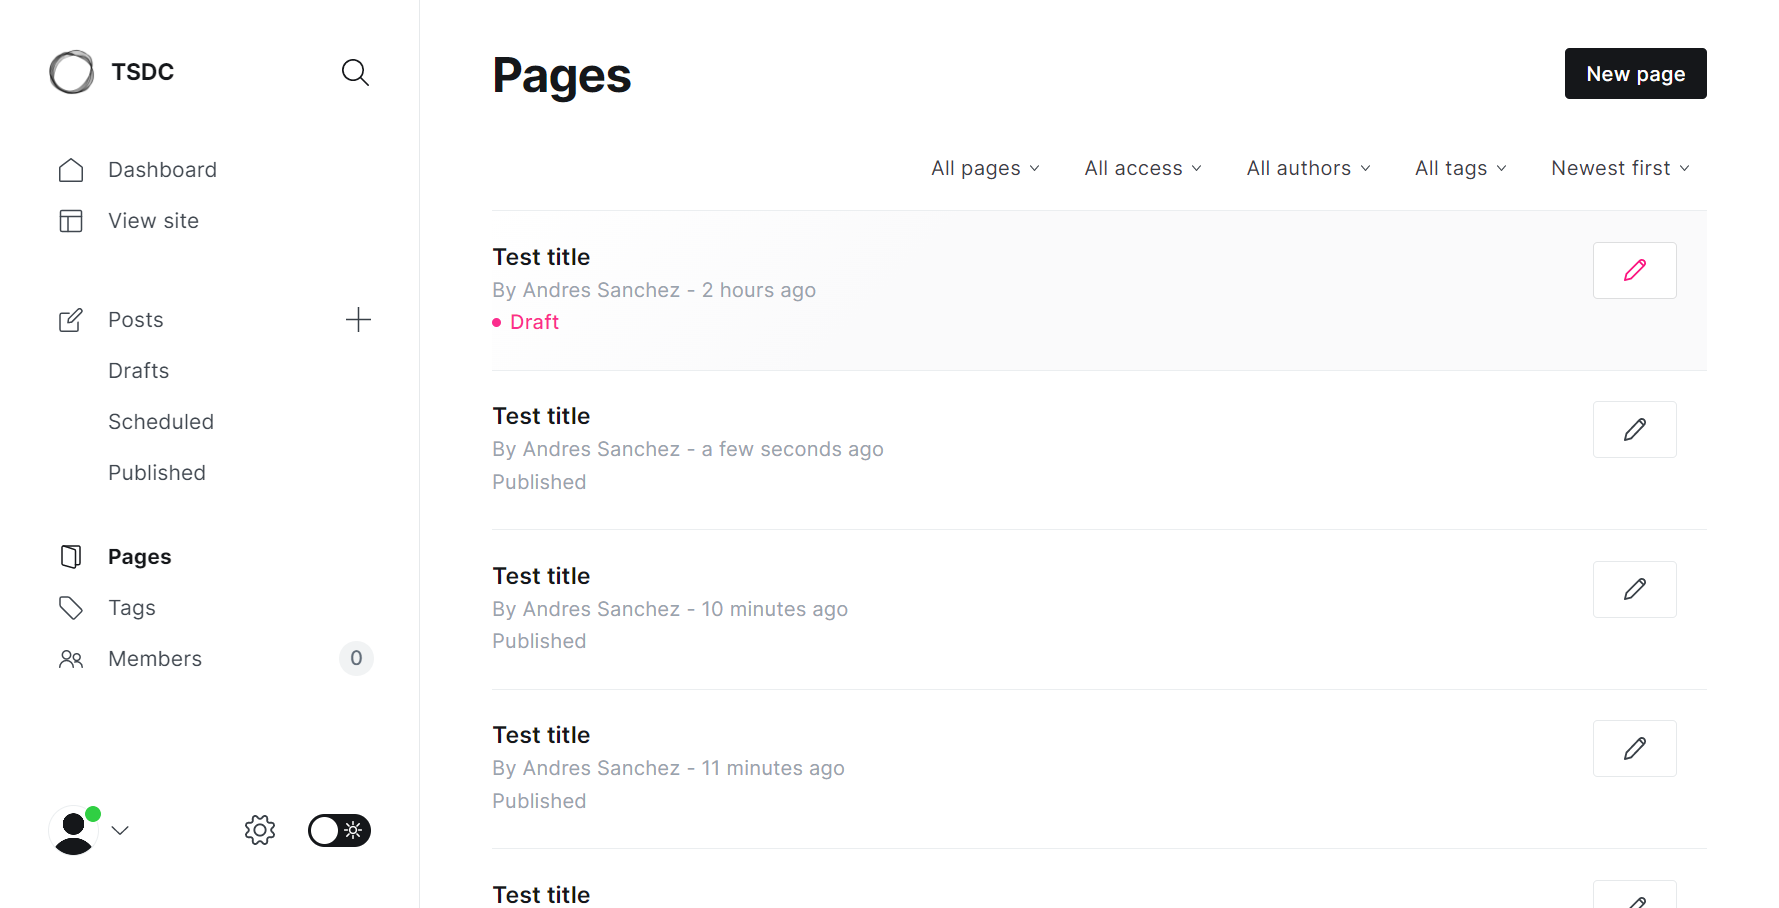 TSDC
Dashboard
View site
Posts
Drafts
Scheduled
Published
Pages
Tags
Members
0
Pages
New page
All pages
All access
All authors
All tags
Newest first
Test title
By Andres Sanchez - 2 hours ago
Draft
Test title
By Andres Sanchez - a few seconds ago
Published
Test title
By Andres Sanchez - 10 minutes ago
Published
Test title
By Andres Sanchez - 11 minutes ago
Published
Test title